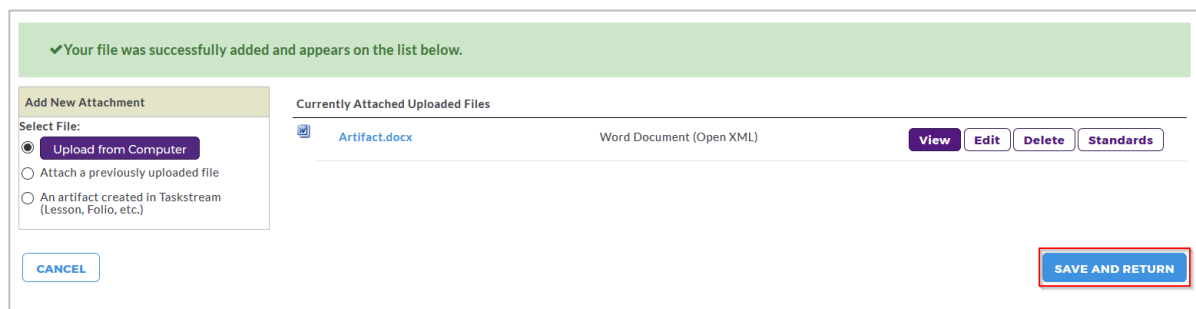 ✔Your file was successfully added and appears on the list below.
Add New Attachment
Select File:
Upload from Computer
Attach a previously uploaded file
An artifact created in Taskstream
(Lesson, Folio, etc.)
Currently Attached Uploaded Files
Artifact.docx Word Document (Open XML) View Edit Delete Standards
CANCEL
SAVE AND RETURN